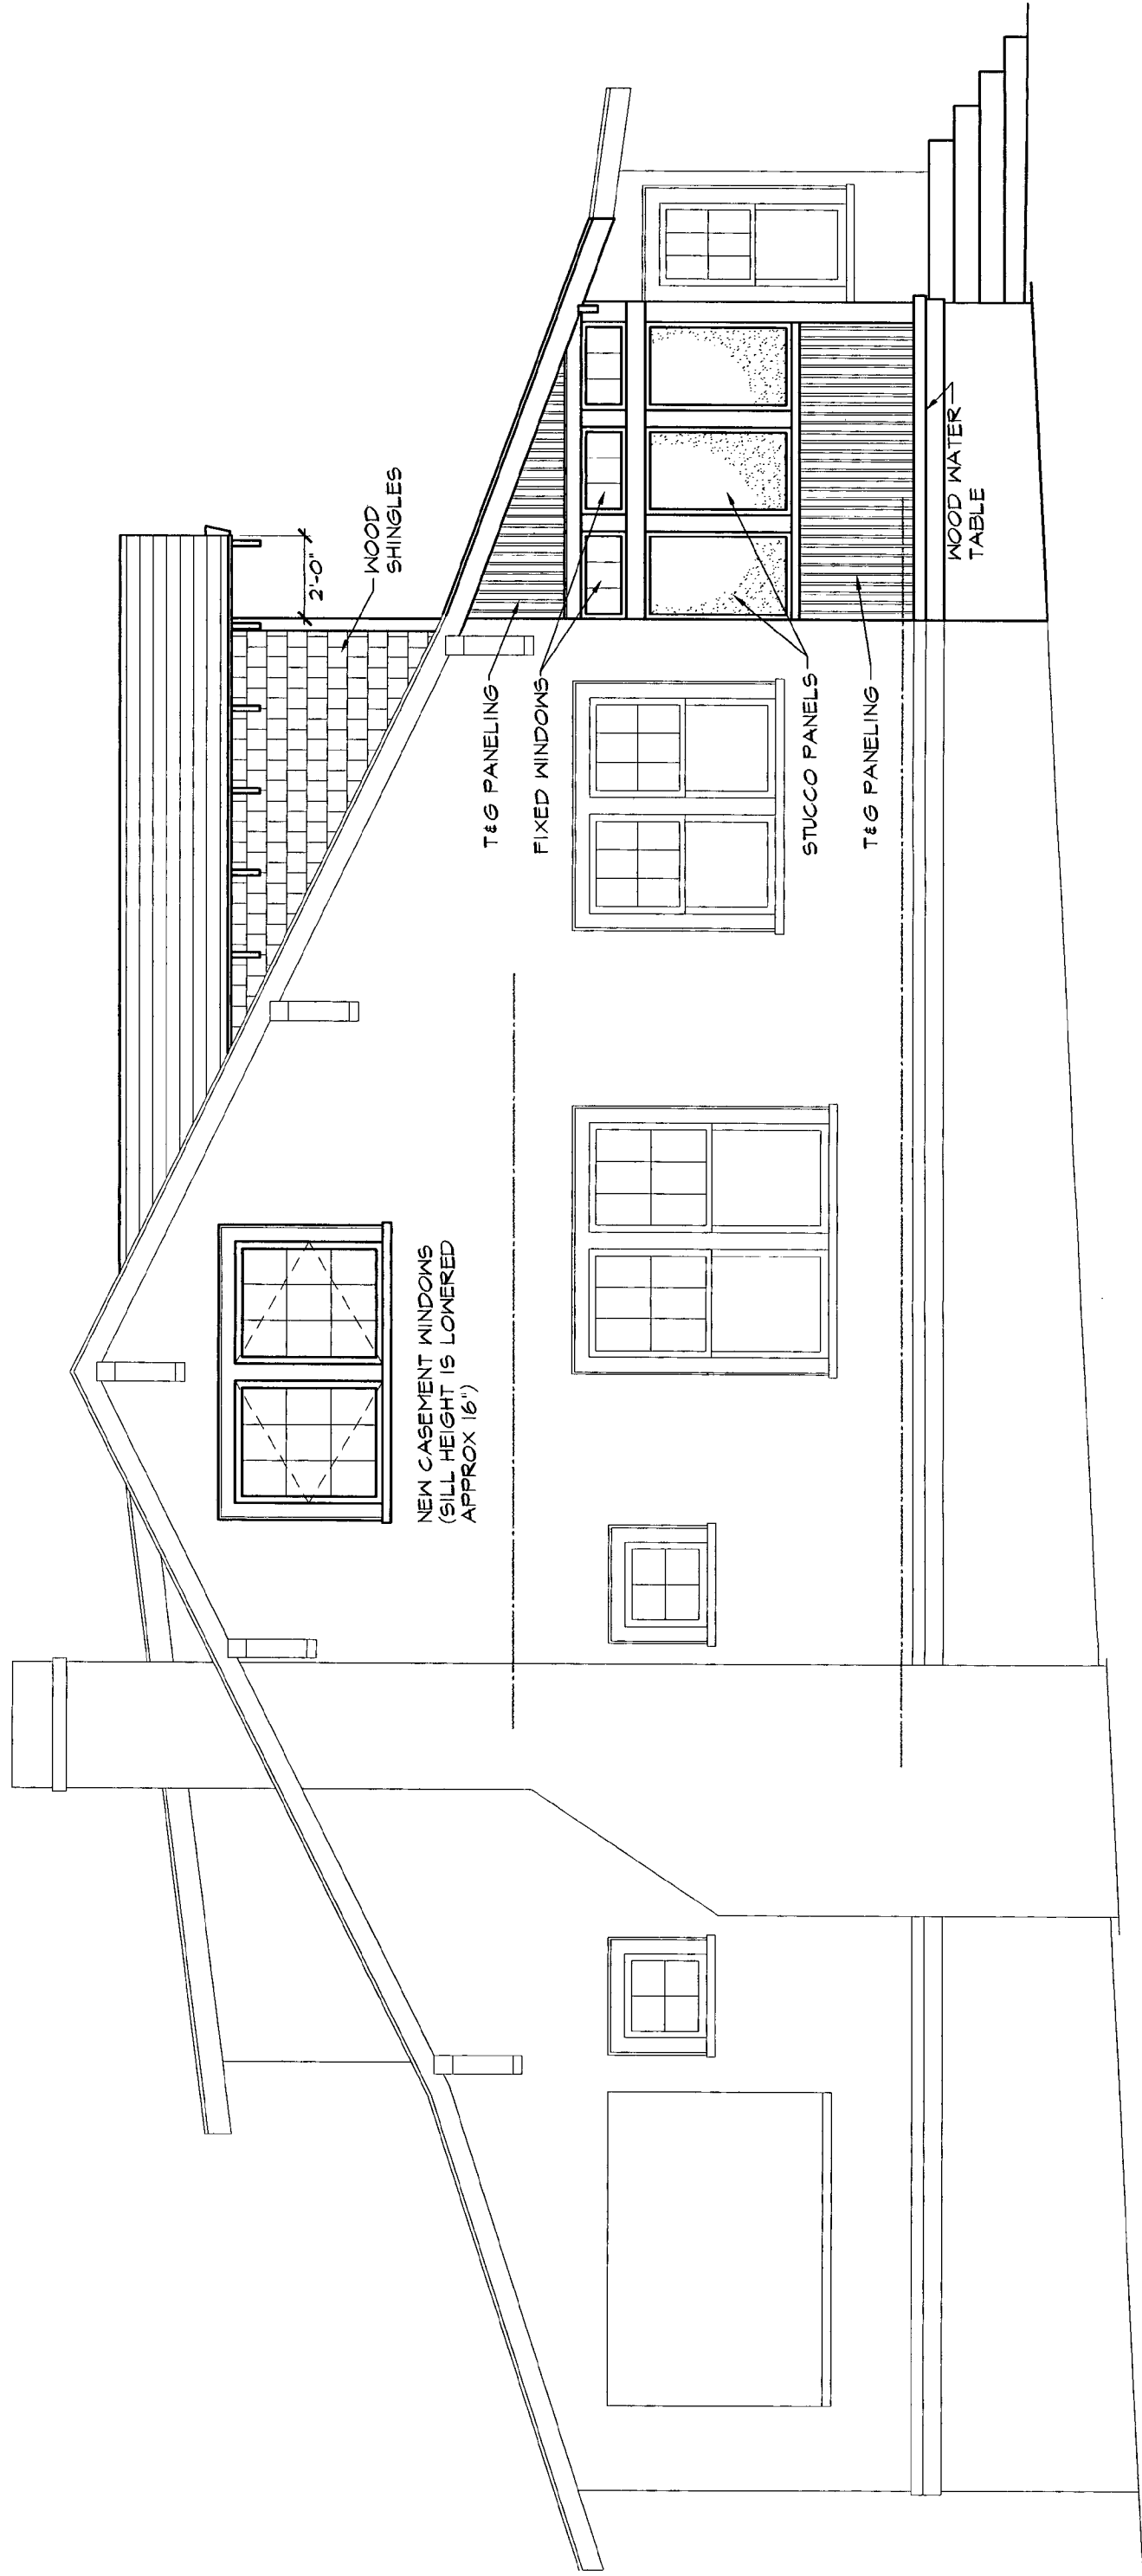 2'-0"
WOOD
SHINGLES
NEW CASEMENT WINDOWS
(SILL HEIGHT IS LOWERED
APPROX 16")
T&G PANELING
FIXED WINDOWS
STUCCO PANELS
T&G PANELING
WOOD WATER
TABLE